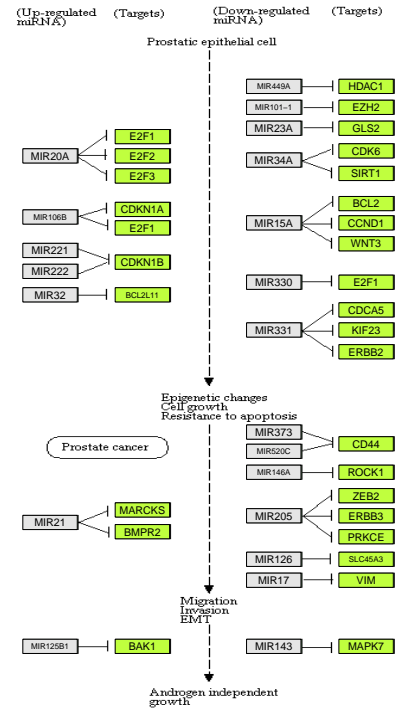 (Up-regulated
miRNA)
(Targets)
(Down-regulated
miRNA)
(Targets)
Prostatic epithelial cell
MIR449A
HDAC1
MIR101-1
EZH2
MIR23A
GLS2
MIR34A
CDK6
SIRT1
MIR20A
E2F1
E2F2
E2F3
MIR106B
CDKN1A
E2F1
MIR15A
BCL2
CCND1
WNT3
MIR221
MIR222
CDKN1B
MIR32
BCL2L11
MIR330
E2F1
MIR331
CDCA5
KIF23
ERBB2
Epigenetic changes
Cell growth
Resistance to apoptosis
Prostate cancer
MIR373
MIR520C
CD44
MIR146A
ROCK1
MIR21
MARCKS
BMPR2
MIR205
ZEB2
ERBB3
PRKCE
MIR126
SLC45A3
MIR17
VIM
Migration
Invasion
EMT
MIR125B1
BAK1
MIR143
MAPK7
Androgen independent
growth